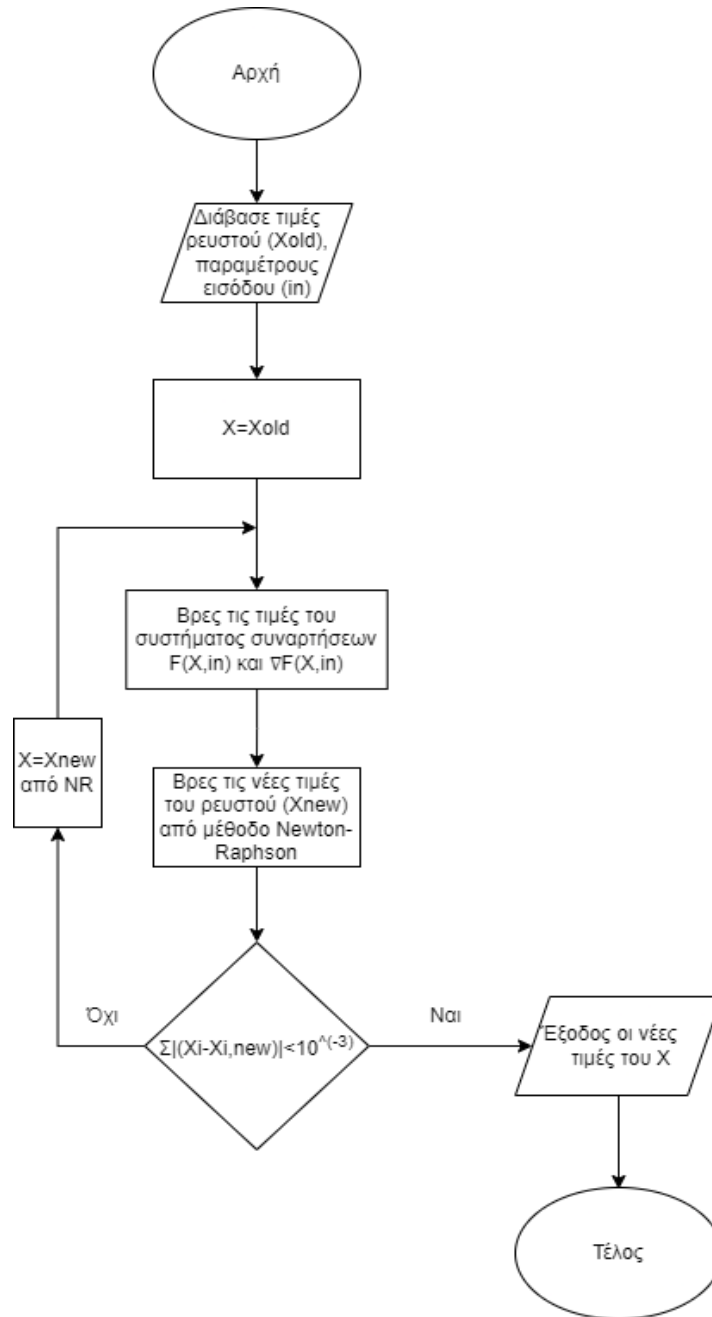 Αρχή
Διάβασε τιμές
ρευστού (Xold),
παραμέτρους
εισόδου (in)
X=Xold
Βρες τις τιμές του
συστήματος συναρτήσεων
F(X,in) και ∇F(X,in)
X=Xnew
από NR
Βρες τις νέες τιμές
του ρευστού (Xnew)
από μέθοδο Newton-
Raphson
Όχι
Σ|(Xi-Xi,new)|<10^(-3)
Ναι
Έξοδος οι νέες
τιμές του X
Τέλος